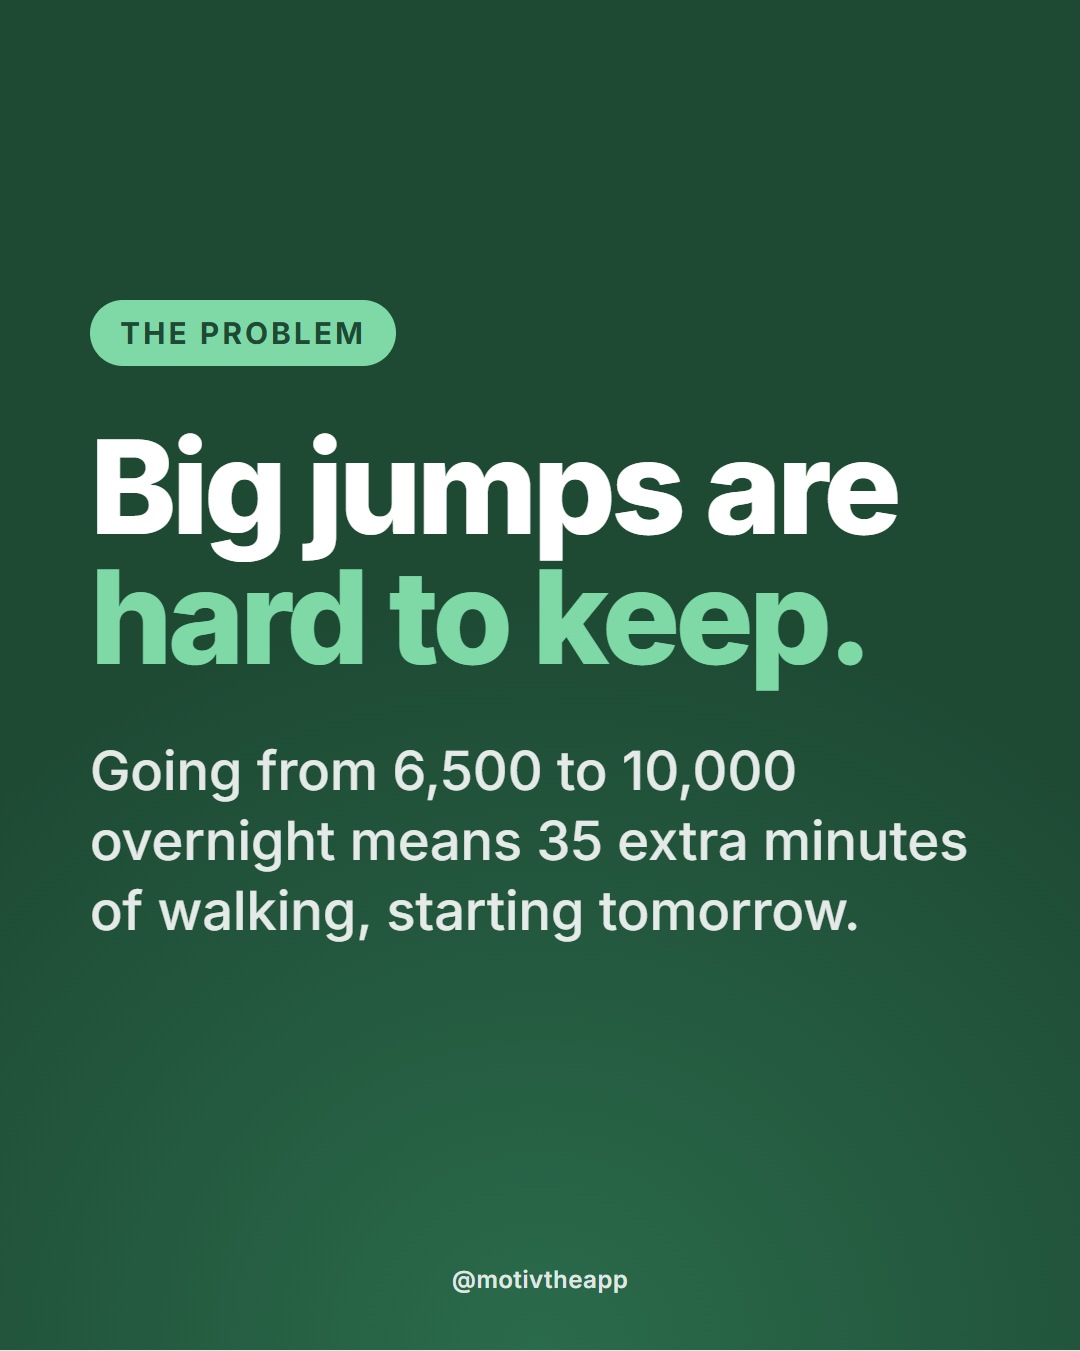 THE PROBLEM
Big jumps are
hard to keep.
Going from 6,500 to 10,000
overnight means 35 extra minutes
of walking, starting tomorrow.
@motivtheapp